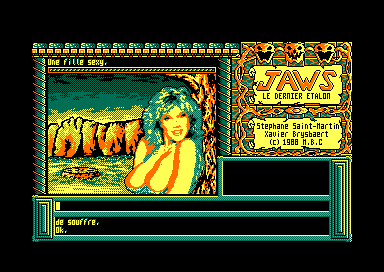 Une fille sexy.
JAWS
LE DERNIER ETALON
Stephane Saint-Martin
Xavier Brysbaert
(c) 1988 M.B.C
de souffre.
Ok.